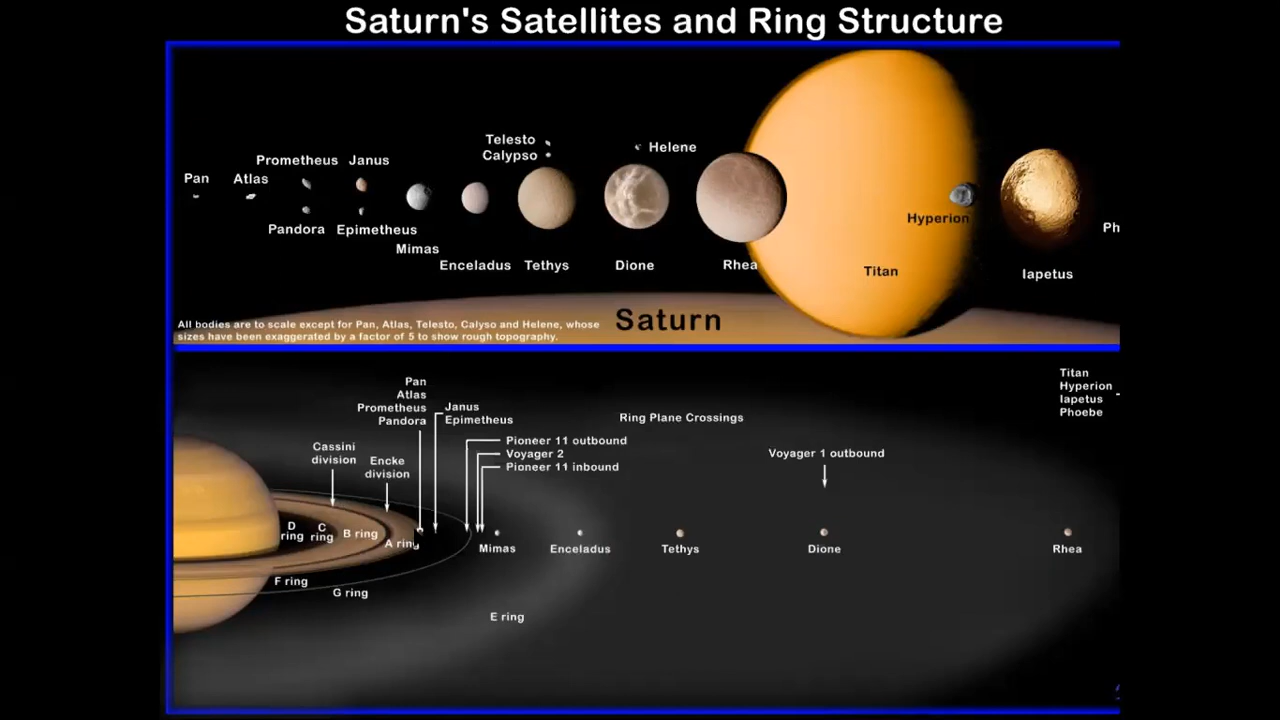 Saturn's Satellites and Ring Structure
Telesto
Calypso
Helene
Prometheus
Janus
Pan
Atlas
Pandora
Epimetheus
Mimas
Enceladus
Tethys
Dione
Rhea
Titan
Hyperion
Iapetus
Ph
Saturn
All bodies are to scale except for Pan, Atlas, Telesto, Calyso and Helene, whose
sizes have been exaggerated by a factor of 5 to show rough topography.
Pan
Atlas
Prometheus
Pandora
Janus
Epimetheus
Ring Plane Crossings
Titan
Hyperion
Iapetus
Phoebe
Cassini
division
Encke
division
Pioneer 11 outbound
Voyager 2
Pioneer 11 inbound
Voyager 1 outbound
D
ring
C
ring
B ring
A ring
F ring
G ring
E ring
Mimas
Enceladus
Tethys
Dione
Rhea